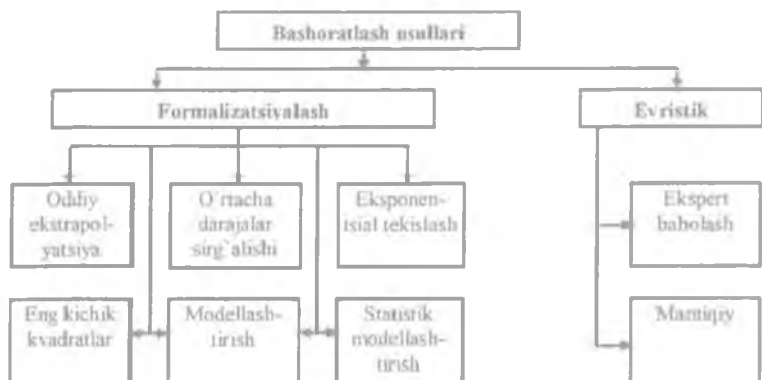 Bashoratlash usullari
Formalizatsiyalash
Evristik
Oddiy
ekstrapol-
yatsiya
O`rtacha
darajalar
sirg`alishi
Eksponen-
tsial tekislash
Ekspert
baholash
Eng kichik
kvadratlar
Modellash-
tirish
Statistik
modellash-
tirish
Mantiqiy